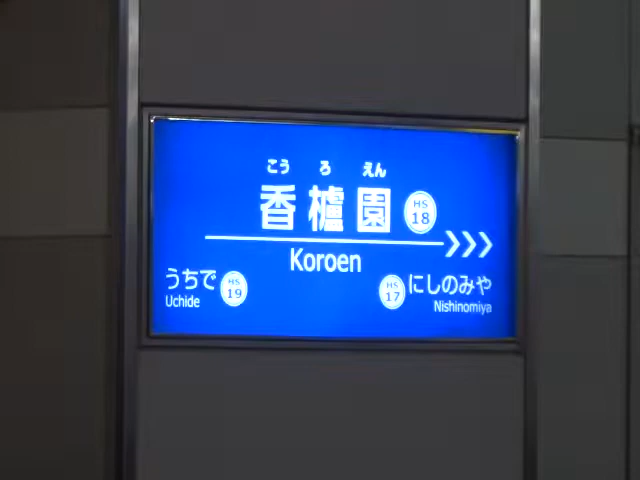 こう ろ えん
香櫨園 HS 18
Koroen
うちで HS 19
Uchide
HS 17 にしのみや
Nishinomiya